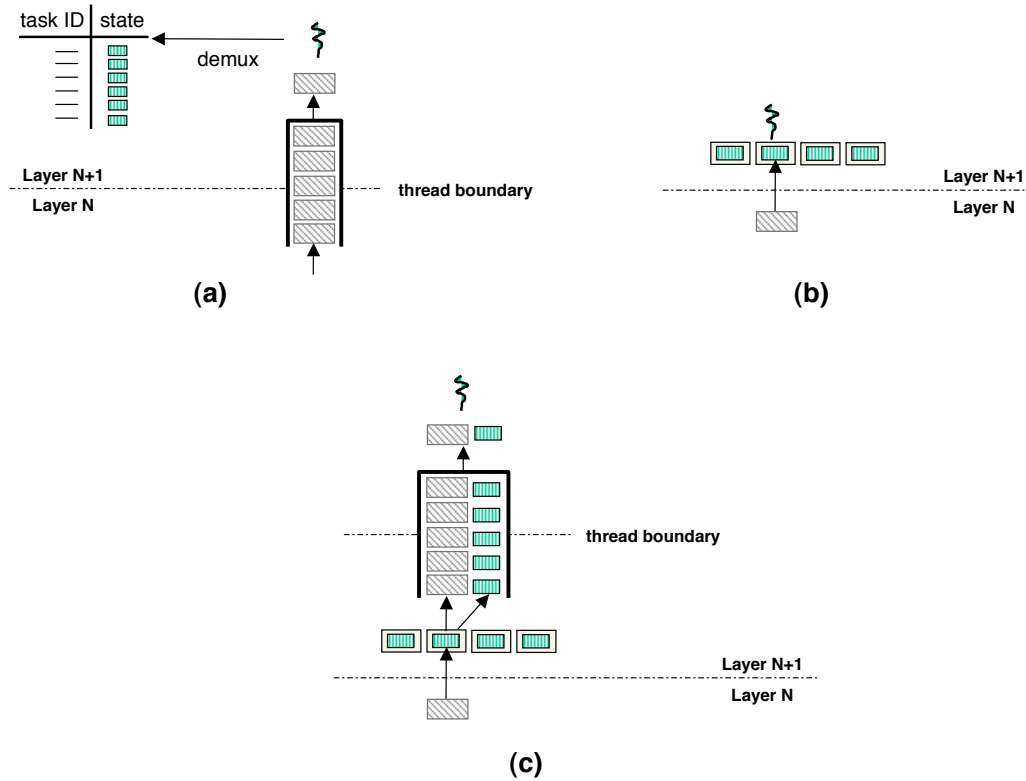 task ID state
demux
Layer N+1
Layer N
thread boundary
(a)
Layer N+1
Layer N
(b)
thread boundary
Layer N+1
Layer N
(c)